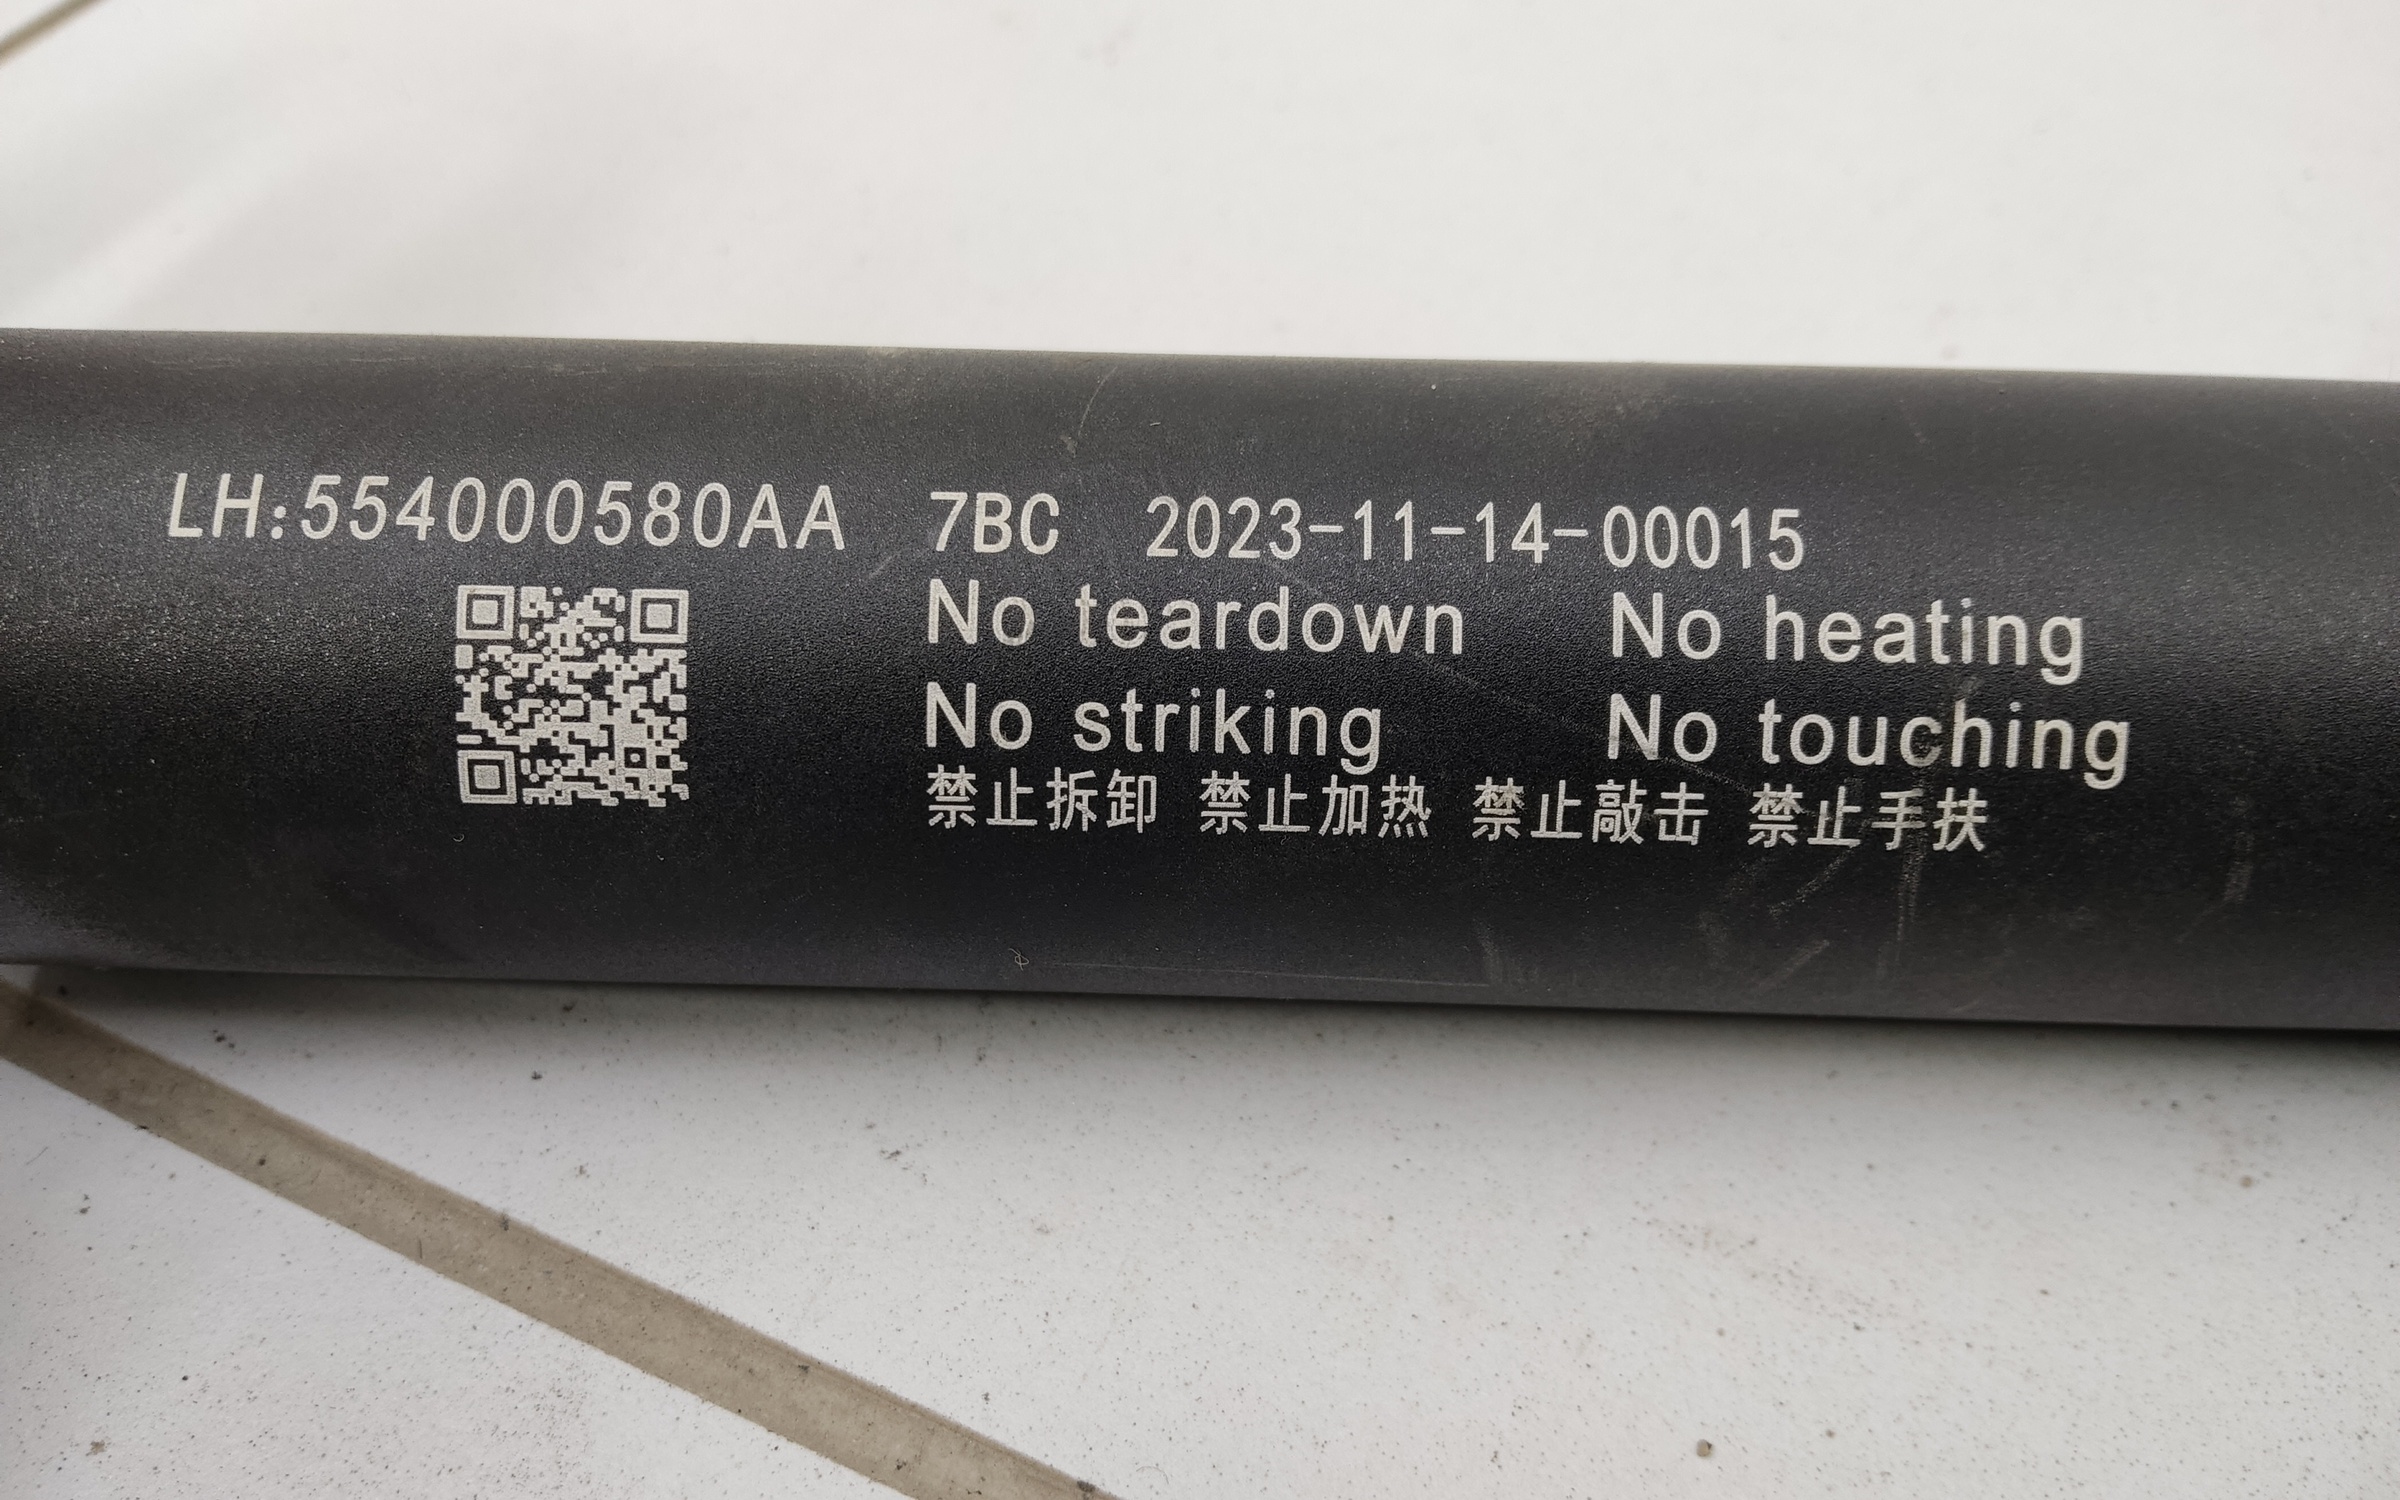 LH:554000580AA 7BC 2023-11-14-00015
No teardown No heating
No striking No touching
禁止拆卸 禁止加热 禁止敲击 禁止手扶